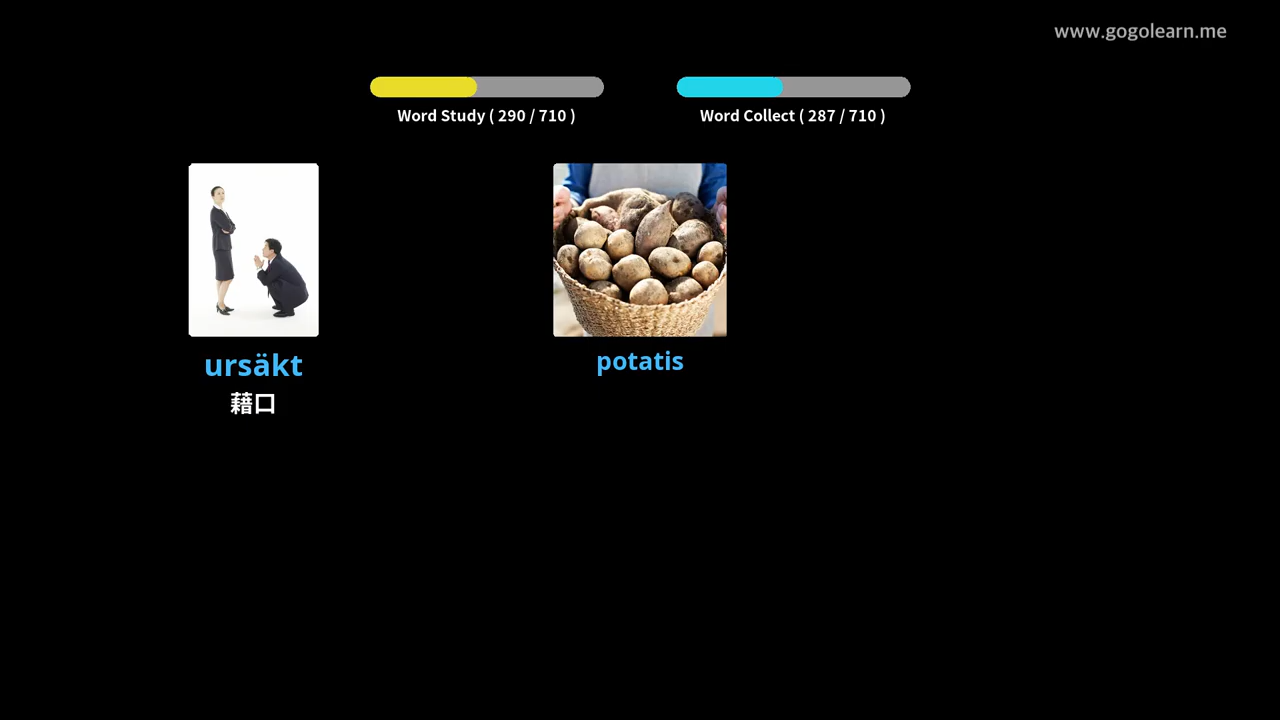 www.gogolearn.me
Word Study ( 290 / 710 )
Word Collect ( 287 / 710 )
ursäkt
藉口
potatis